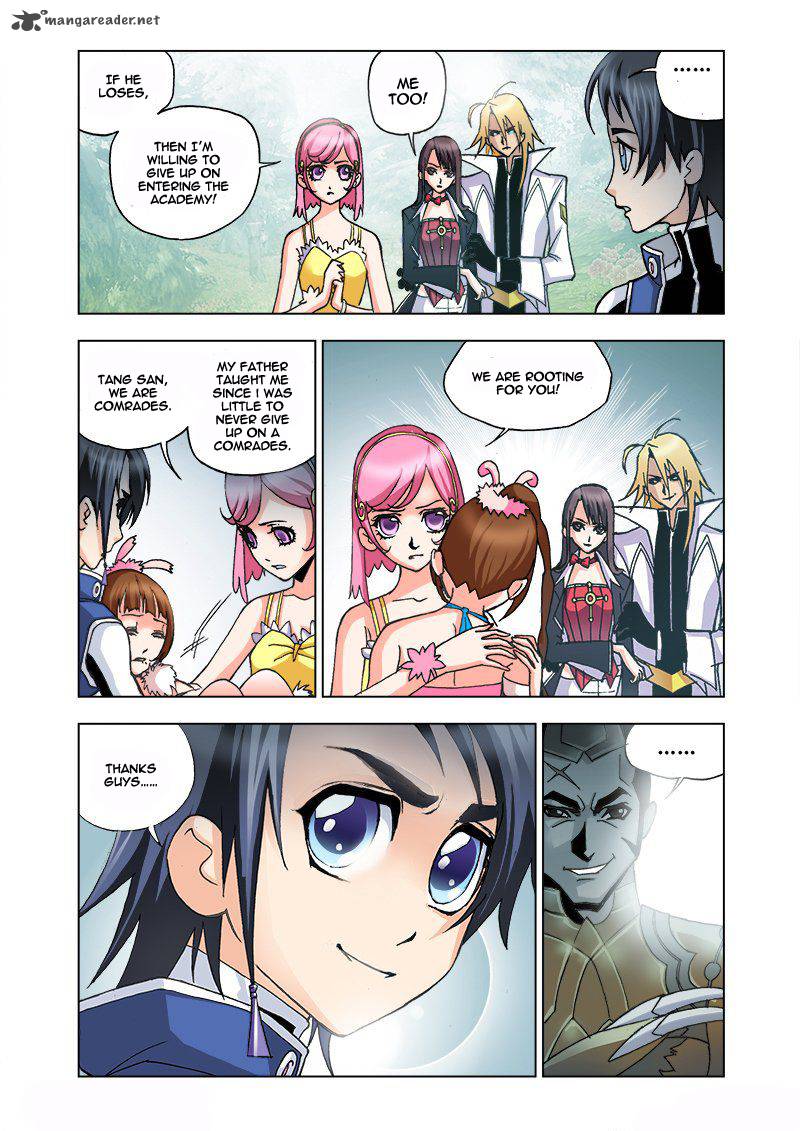 mangareader.net
IF HE
LOSES,
THEN I'M
WILLING TO
GIVE UP ON
ENTERING THE
ACADEMY!
ME
TOO!
......
TANG SAN,
WE ARE
COMRADES.
MY FATHER
TAUGHT ME
SINCE I WAS
LITTLE TO
NEVER GIVE
UP ON A
COMRADES.
WE ARE ROOTING
FOR YOU!
THANKS
GUYS......
......